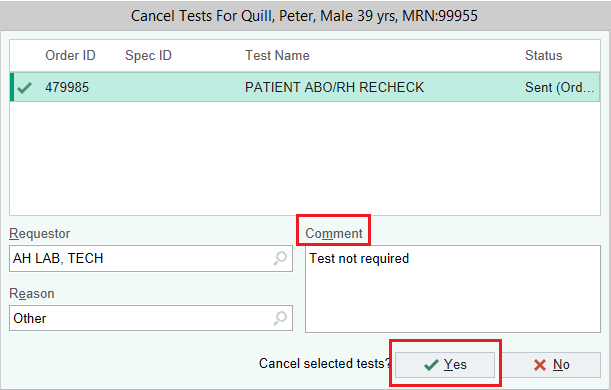 Cancel Tests For Quill, Peter, Male 39 yrs, MRN:99955
Order ID Spec ID Test Name Status
479985 PATIENT ABO/RH RECHECK Sent (Ord...
Requestor Comment
AH LAB, TECH Test not required
Reason
Other
Cancel selected tests? Yes No